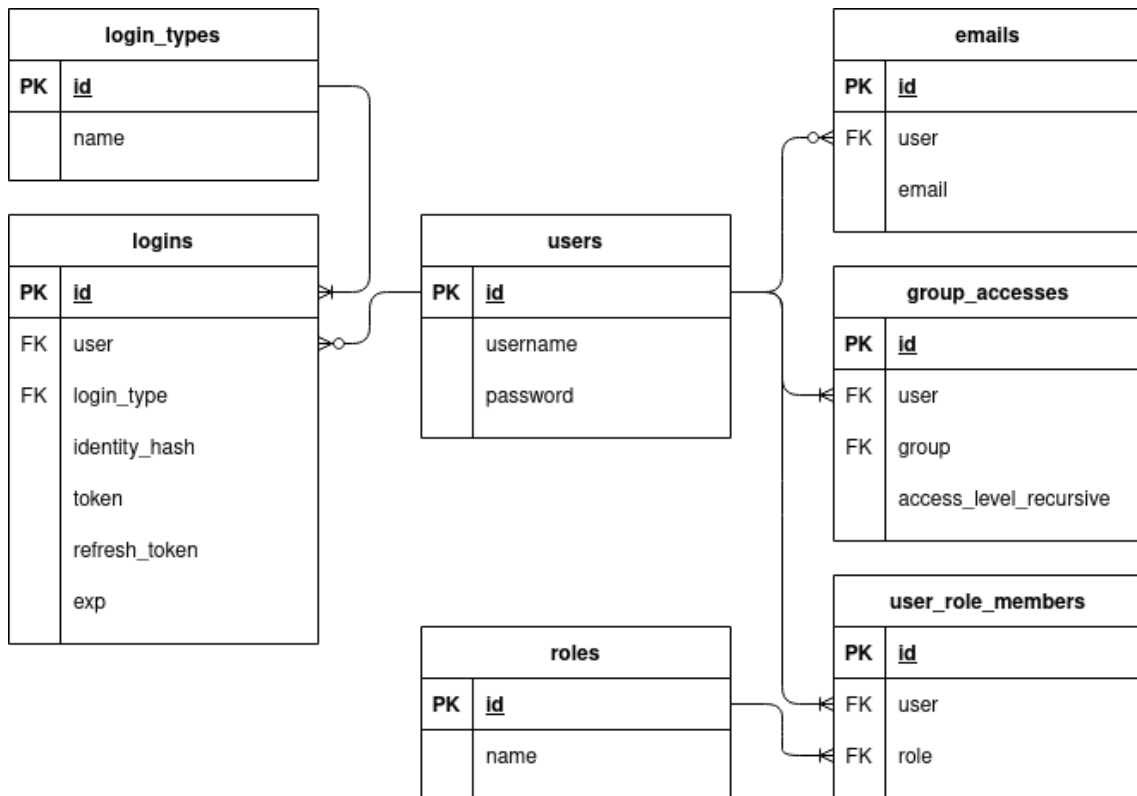 login_types
PK id
name
logins
PK id
FK user
FK login_type
identity_hash
token
refresh_token
exp
users
PK id
username
password
roles
PK id
name
emails
PK id
FK user
email
group_accesses
PK id
FK user
FK group
access_level_recursive
user_role_members
PK id
FK user
FK role